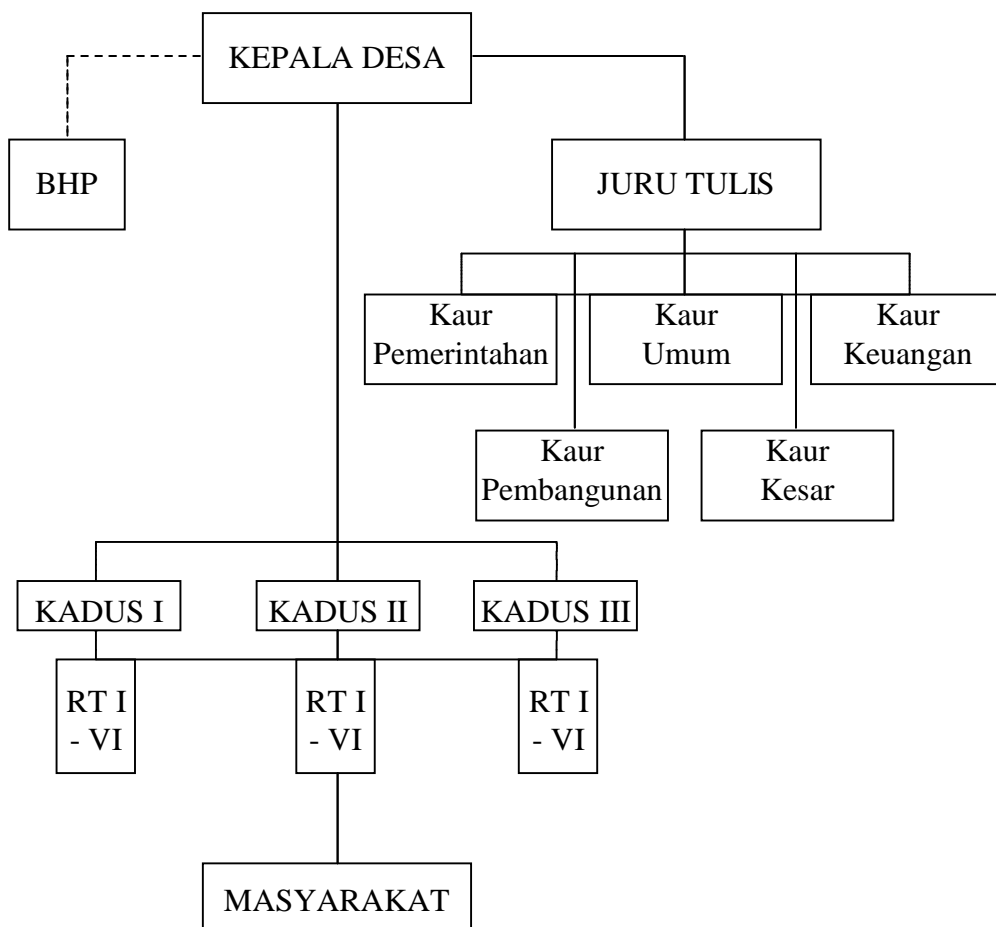 KEPALA DESA
BHP
JURU TULIS
Kaur
Pemerintahan
Kaur
Umum
Kaur
Keuangan
Kaur
Pembangunan
Kaur
Kesar
KADUS I
KADUS II
KADUS III
RT I
- VI
RT I
- VI
RT I
- VI
MASYARAKAT